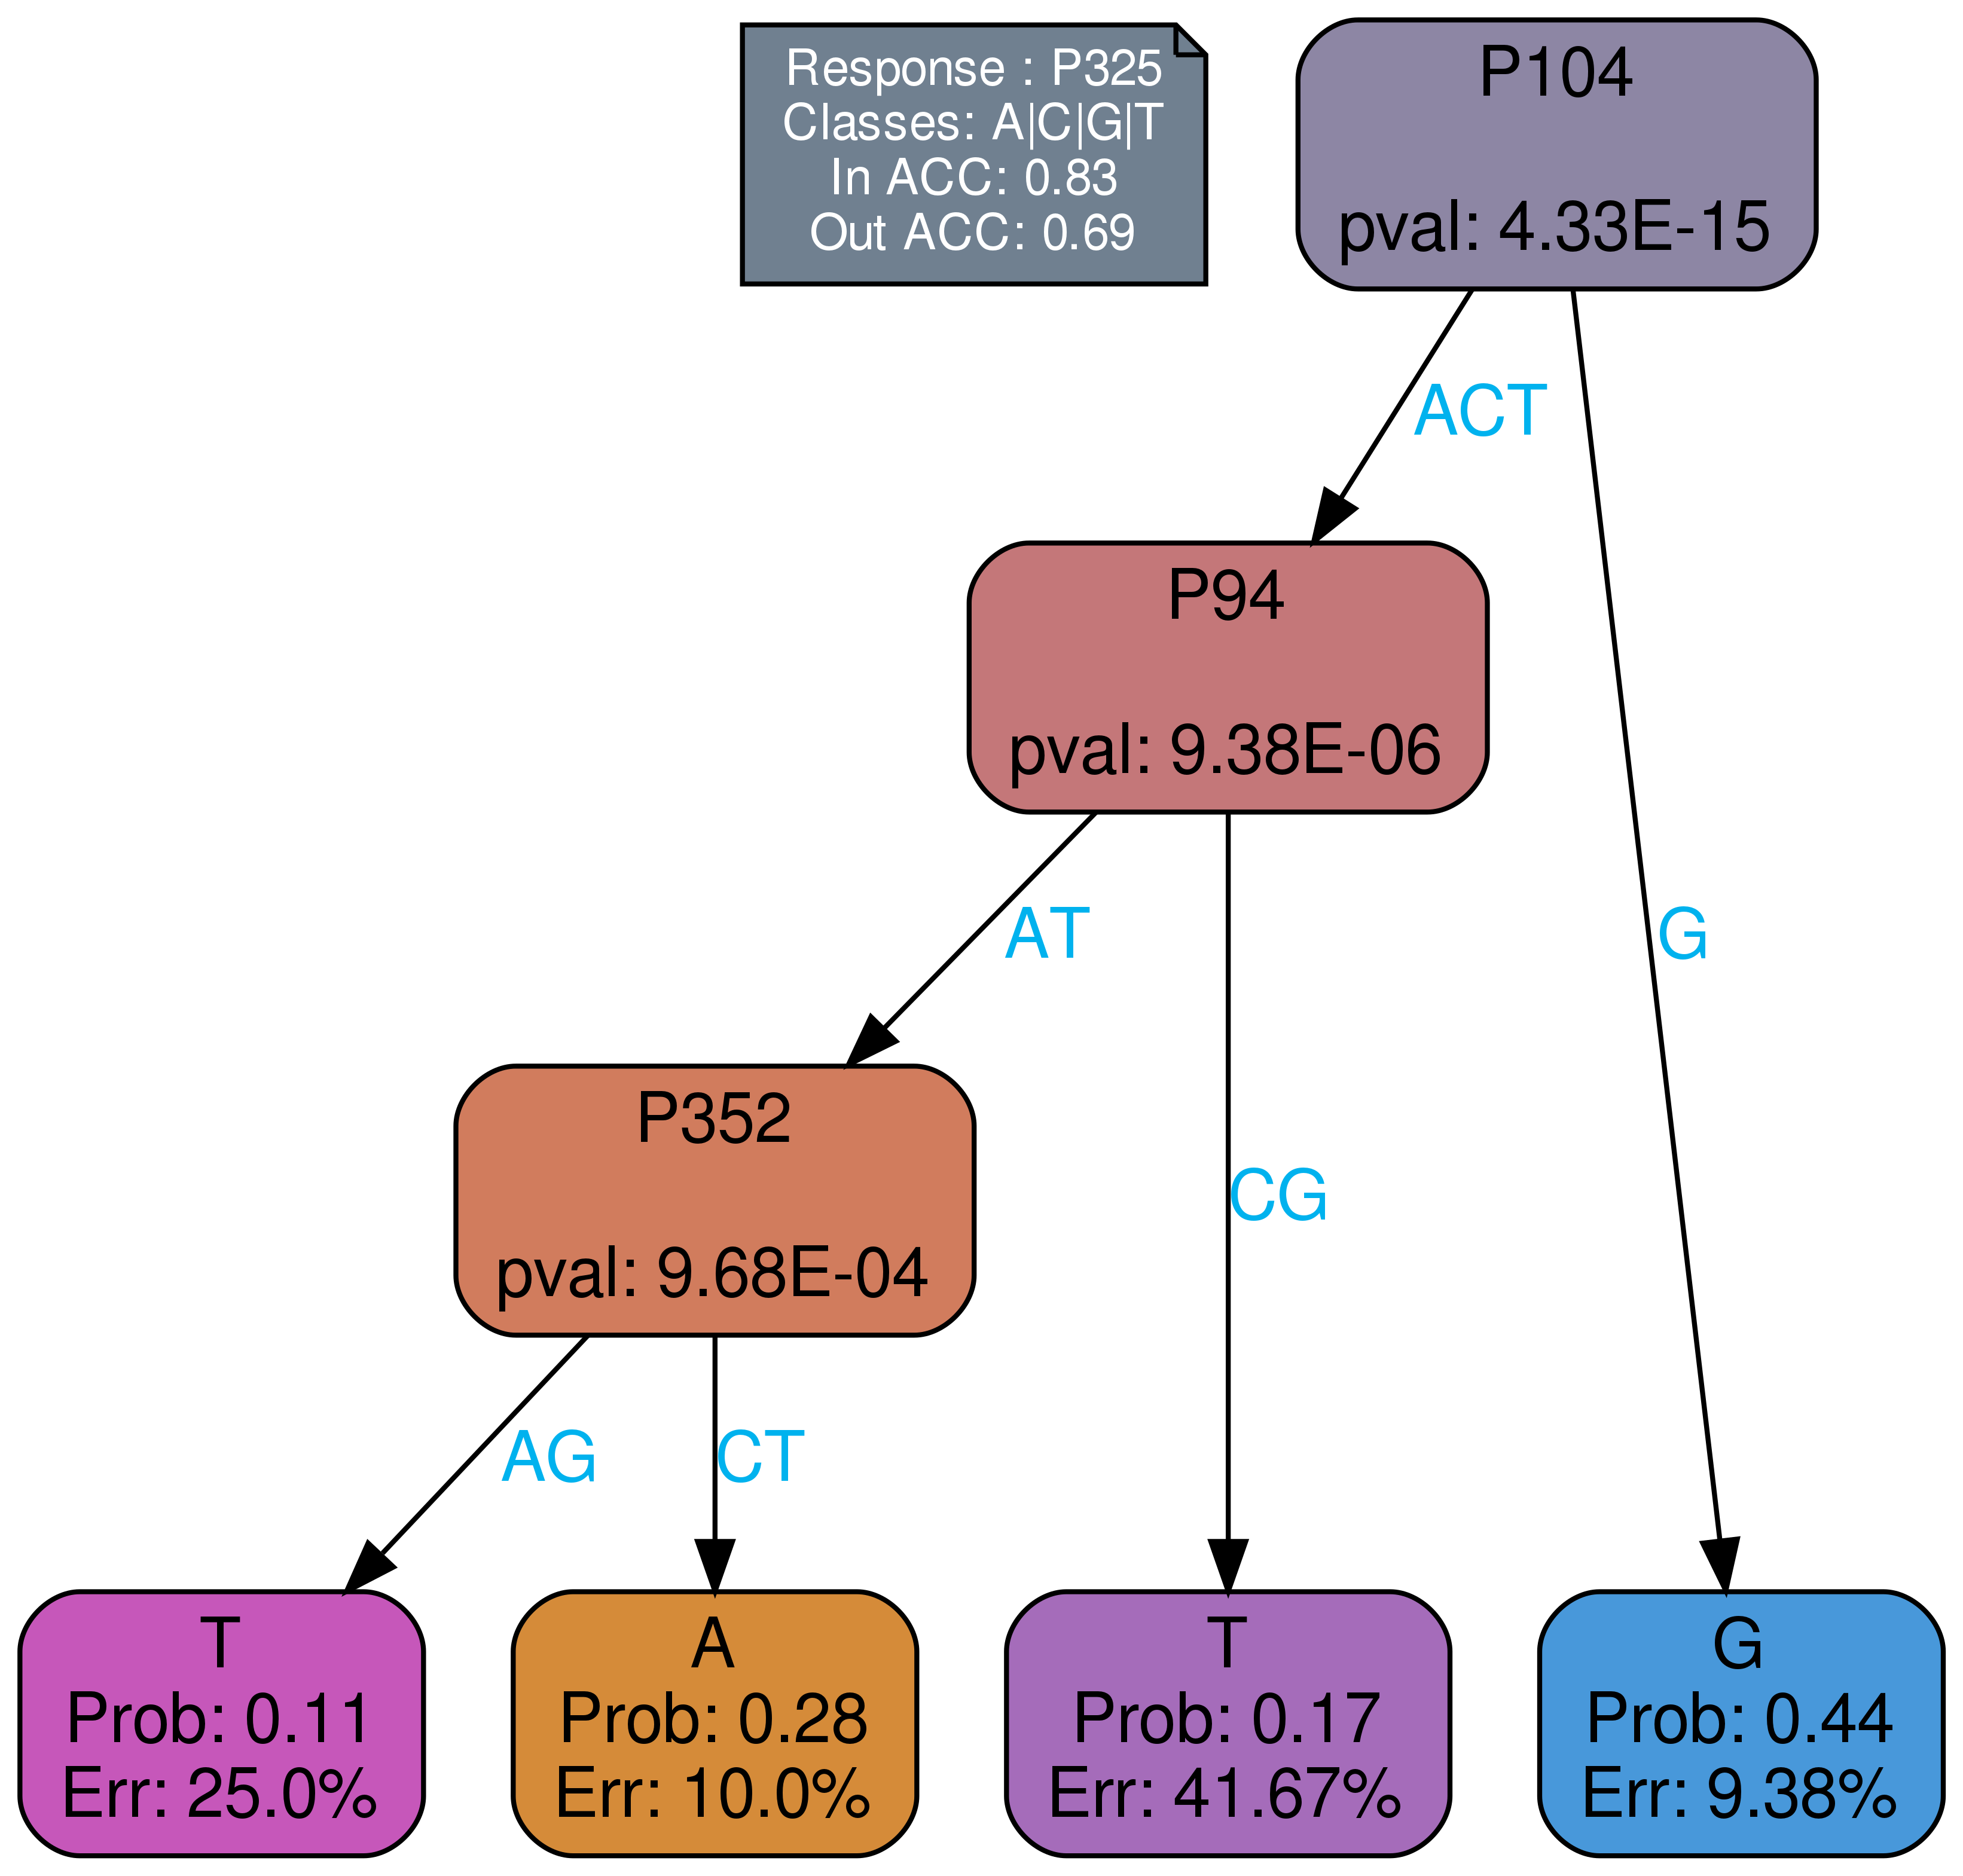 Response : P325
Classes: A|C|G|T
In ACC: 0.83
Out ACC: 0.69
P104
pval: 4.33E-15
ACT
P94
pval: 9.38E-06
AT
G
P352
pval: 9.68E-04
CG
AG
CT
T
Prob: 0.11
Err: 25.0%
A
Prob: 0.28
Err: 10.0%
T
Prob: 0.17
Err: 41.67%
G
Prob: 0.44
Err: 9.38%